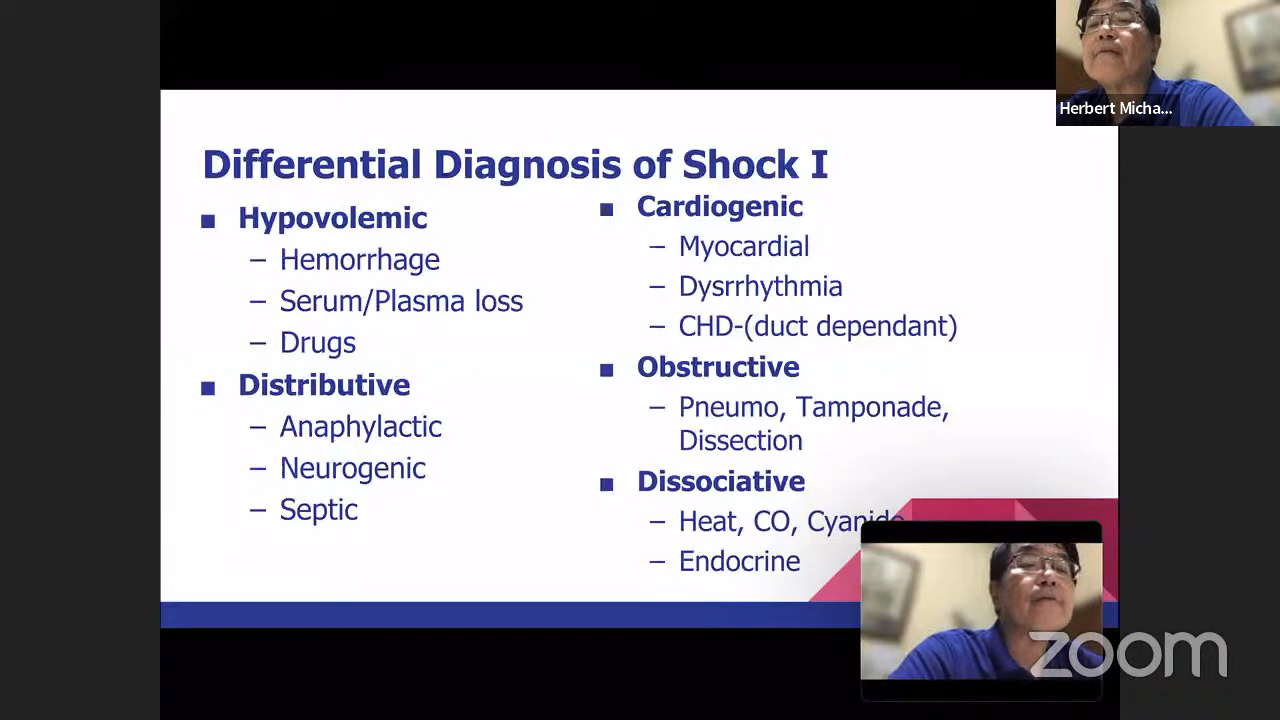 Herbert Micha...
Differential Diagnosis of Shock I
■ Hypovolemic
– Hemorrhage
– Serum/Plasma loss
– Drugs
■ Distributive
– Anaphylactic
– Neurogenic
– Septic
■ Cardiogenic
– Myocardial
– Dysrrhythmia
– CHD-(duct dependant)
■ Obstructive
– Pneumo, Tamponade,
Dissection
■ Dissociative
– Heat, CO, Cyanide
– Endocrine
zoom